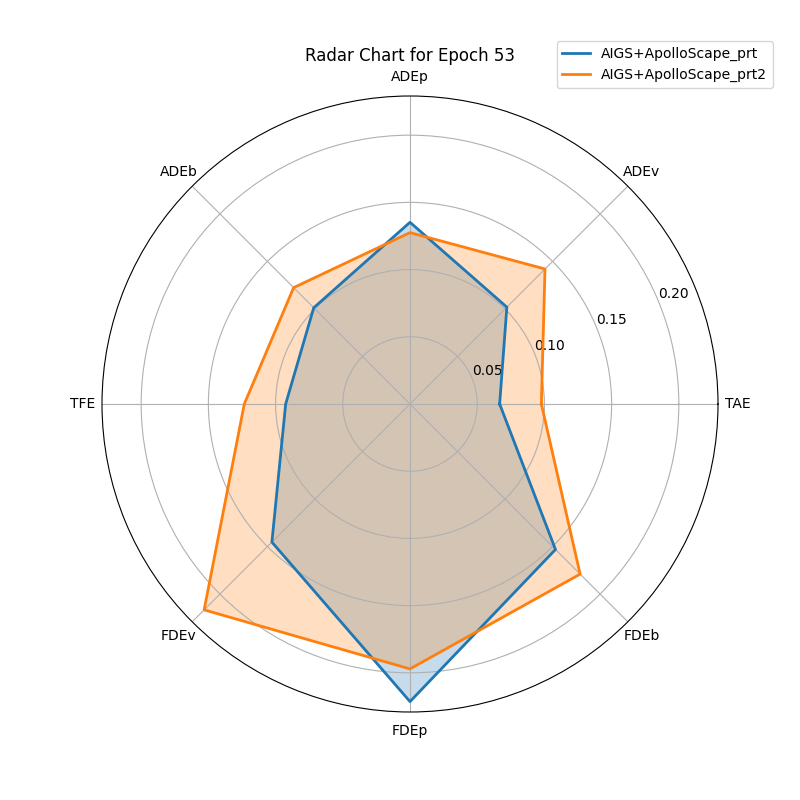 Radar Chart for Epoch 53
AIGS+ApolloScape_prt
AIGS+ApolloScape_prt2
ADEp
ADEb
ADEv
0.20
0.15
0.10
0.05
TFE
TAE
FDEv
FDEb
FDEp